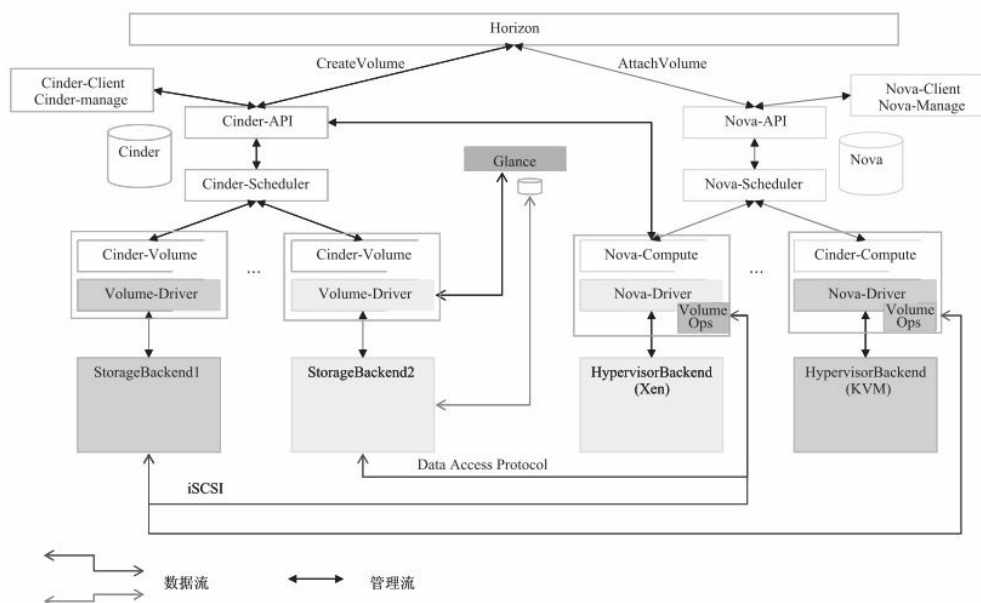 Horizon
CreateVolume
AttachVolume
Cinder-Client
Cinder-manage
Nova-Client
Nova-Manage
Cinder-API
Nova-API
Cinder
Glance
Nova
Cinder-Scheduler
Nova-Scheduler
Cinder-Volume
Volume-Driver
...
Cinder-Volume
Volume-Driver
Nova-Compute
Nova-Driver
Volume
Ops
...
Cinder-Compute
Nova-Driver
Volume
Ops
StorageBackend1
StorageBackend2
HypervisorBackend
(Xen)
HypervisorBackend
(KVM)
Data Access Protocol
iSCSI
数据流
管理流